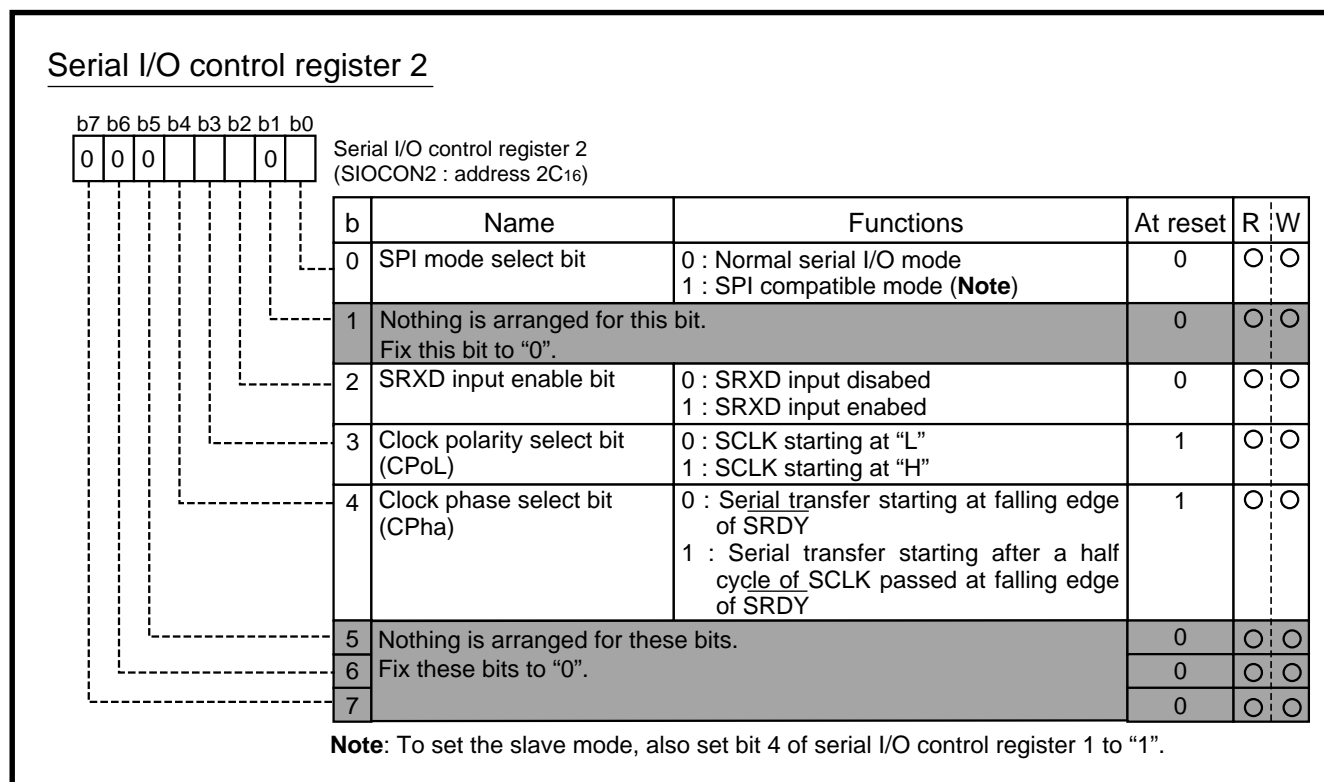 Serial I/O control register 2
b7 b6 b5 b4 b3 b2 b1 b0
0 0 0 0
Serial I/O control register 2
(SIOCON2 : address 2C16)
b Name Functions At reset R W
0 SPI mode select bit 0 : Normal serial I/O mode 0
1 : SPI compatible mode (Note)
1 Nothing is arranged for this bit. 0
Fix this bit to “0”.
2 SRXD input enable bit 0 : SRXD input disabed 0
1 : SRXD input enabed
3 Clock polarity select bit 0 : SCLK starting at “L” 1
(CPoL) 1 : SCLK starting at “H”
4 Clock phase select bit 0 : Serial transfer starting at falling edge 1
(CPha) of SRDY
1 : Serial transfer starting after a half
cycle of SCLK passed at falling edge
of SRDY
5 Nothing is arranged for these bits. 0
6 Fix these bits to “0”. 0
7 0
Note: To set the slave mode, also set bit 4 of serial I/O control register 1 to “1”.